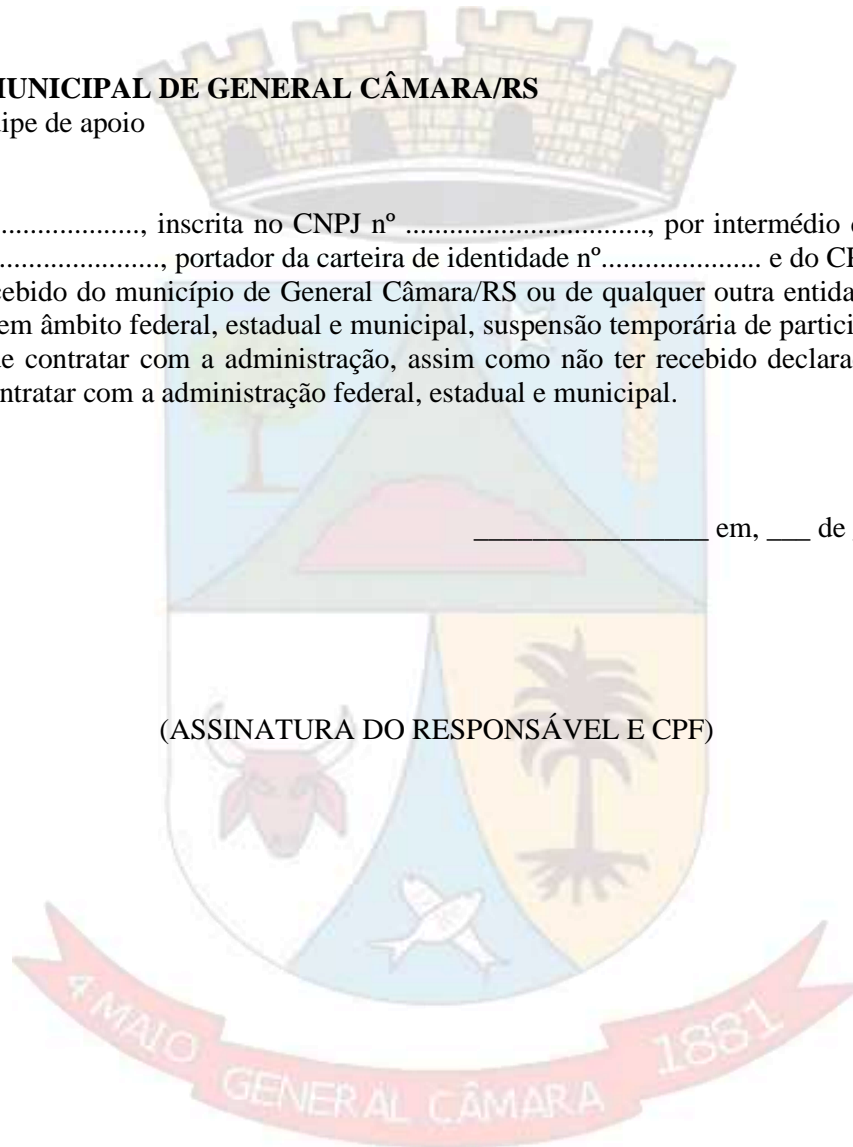 MUNICIPAL DE GENERAL CÂMARA/RS
ipe de apoio
..................., inscrita no CNPJ nº ................................., por intermédio
......................, portador da carteira de identidade nº...................... e do
cebido do município de General Câmara/RS ou de qualquer outra entida
em âmbito federal, estadual e municipal, suspensão temporária de partici
e contratar com a administração, assim como não ter recebido declara
ntratar com a administração federal, estadual e municipal.
________________ em, ___ de
(ASSINATURA DO RESPONSÁVEL E CPF)
4 MAIO
GENERAL CÂMARA
1881